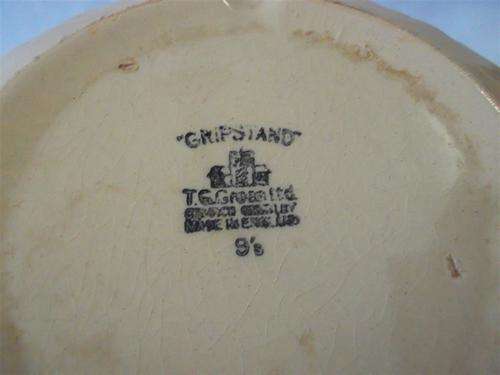 "GRIPSTAND"
T.G.Green Ltd.
CHURCH GRESLEY
MADE IN ENGLAND
9's